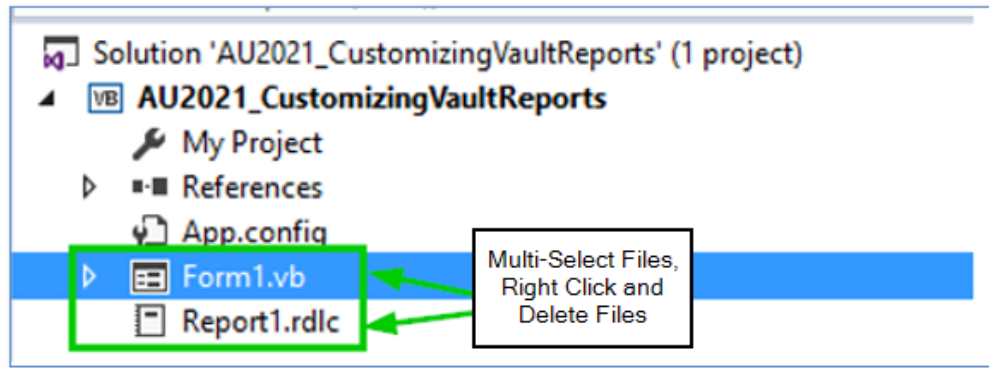 Solution 'AU2021_CustomizingVaultReports' (1 project)
VB AU2021_CustomizingVaultReports
My Project
References
App.config
Form1.vb
Report1.rdlc
Multi-Select Files,
Right Click and
Delete Files